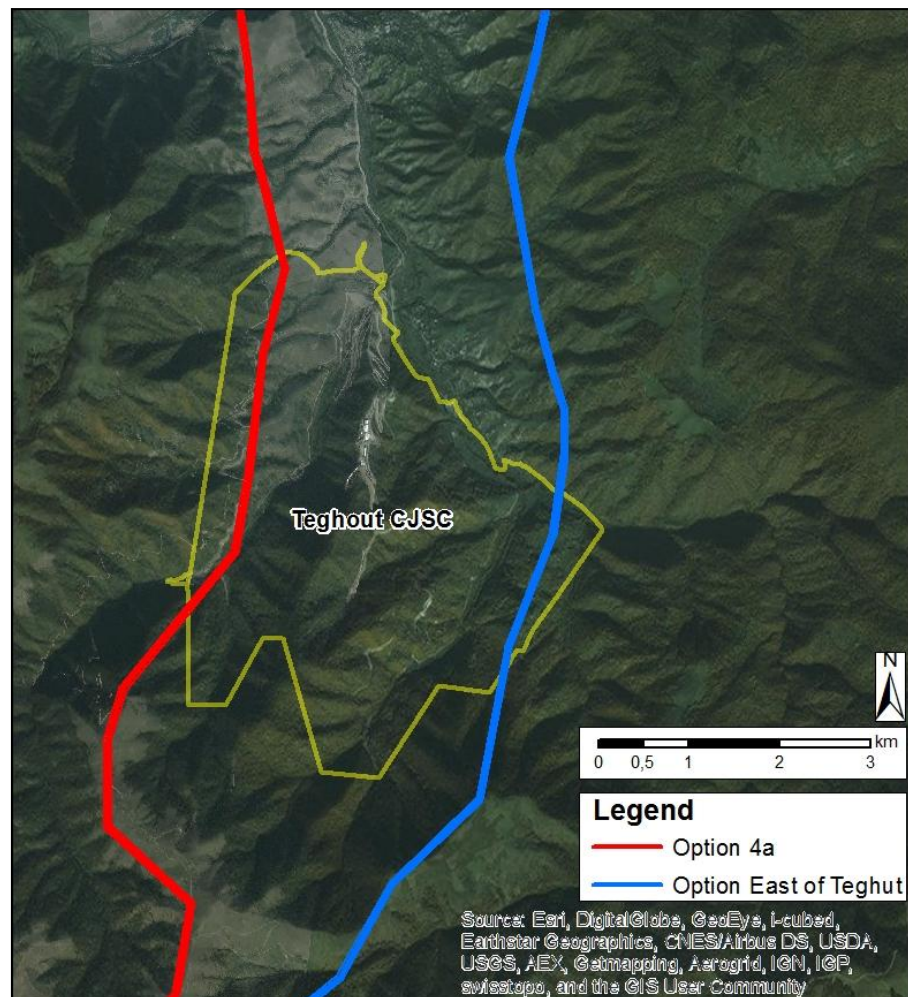 Teghout CJSC
N
km
0 0,5 1 2 3
Legend
Option 4a
Option East of Teghut
Source: Esri, DigitalGlobe, GeoEye, i-cubed,
Earthstar Geographics, CNES/Airbus DS, USDA,
USGS, AEX, Getmapping, Aerogrid, IGN, IGP,
swisstopo, and the GIS User Community